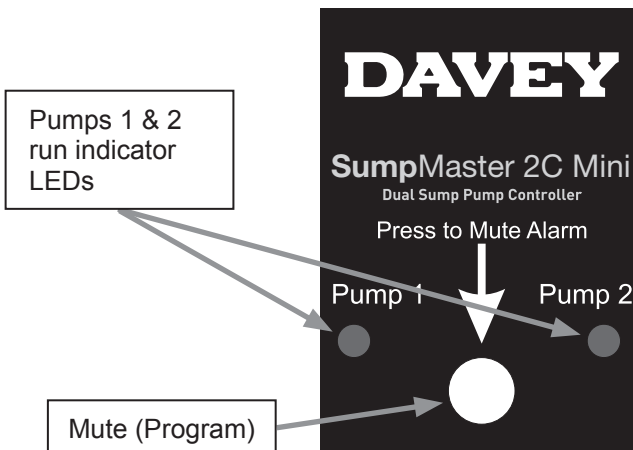 Pumps 1 & 2
run indicator
LEDs
DAVEY
SumpMaster 2C Mini
Dual Sump Pump Controller
Press to Mute Alarm
Pump 1
Pump 2
Mute (Program)